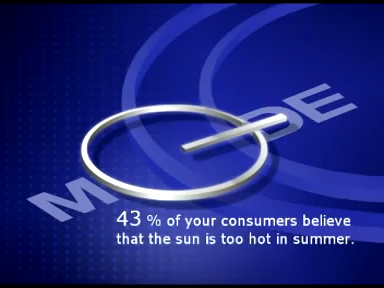 43 % of your consumers believe
that the sun is too hot in summer.